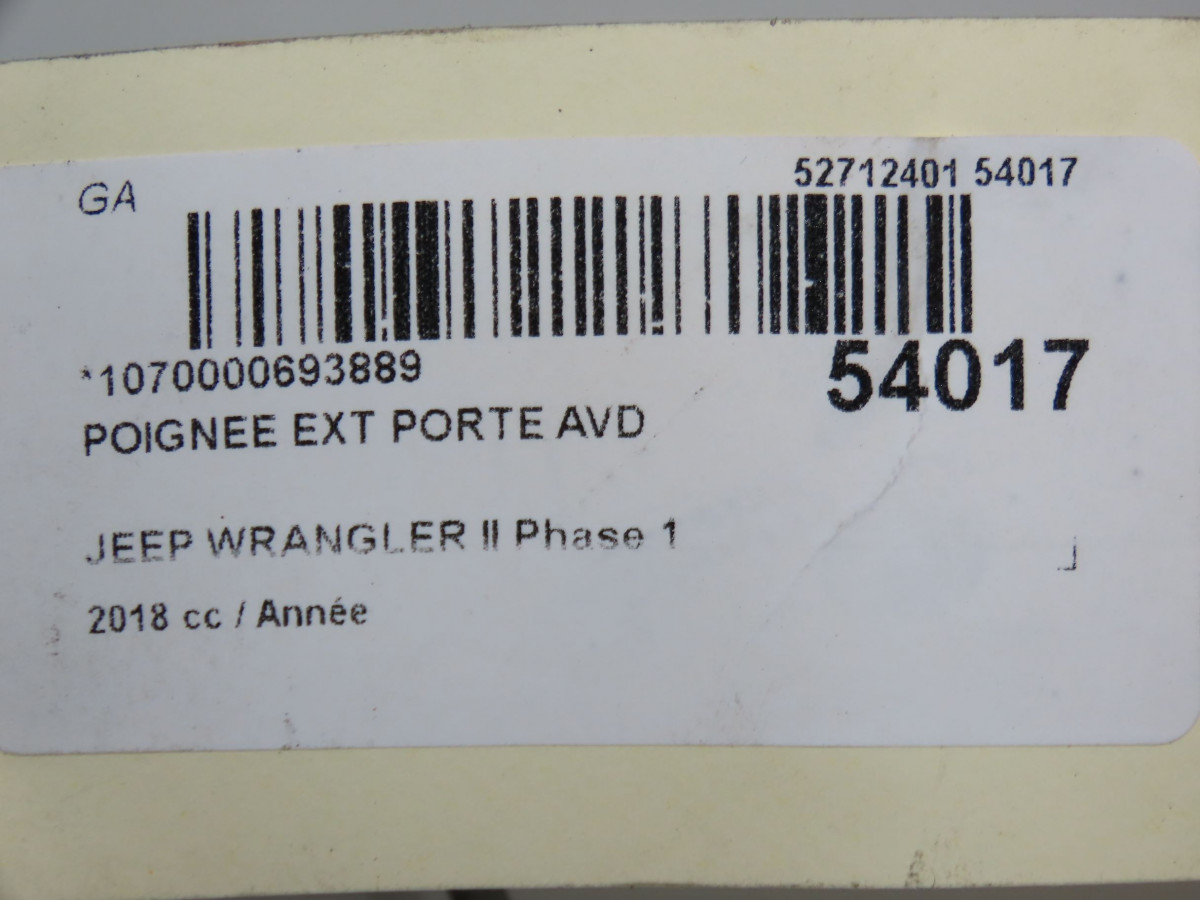 GA
52712401 54017
*1070000693889
54017
POIGNEE EXT PORTE AVD
JEEP WRANGLER II Phase 1
2018 cc / Année